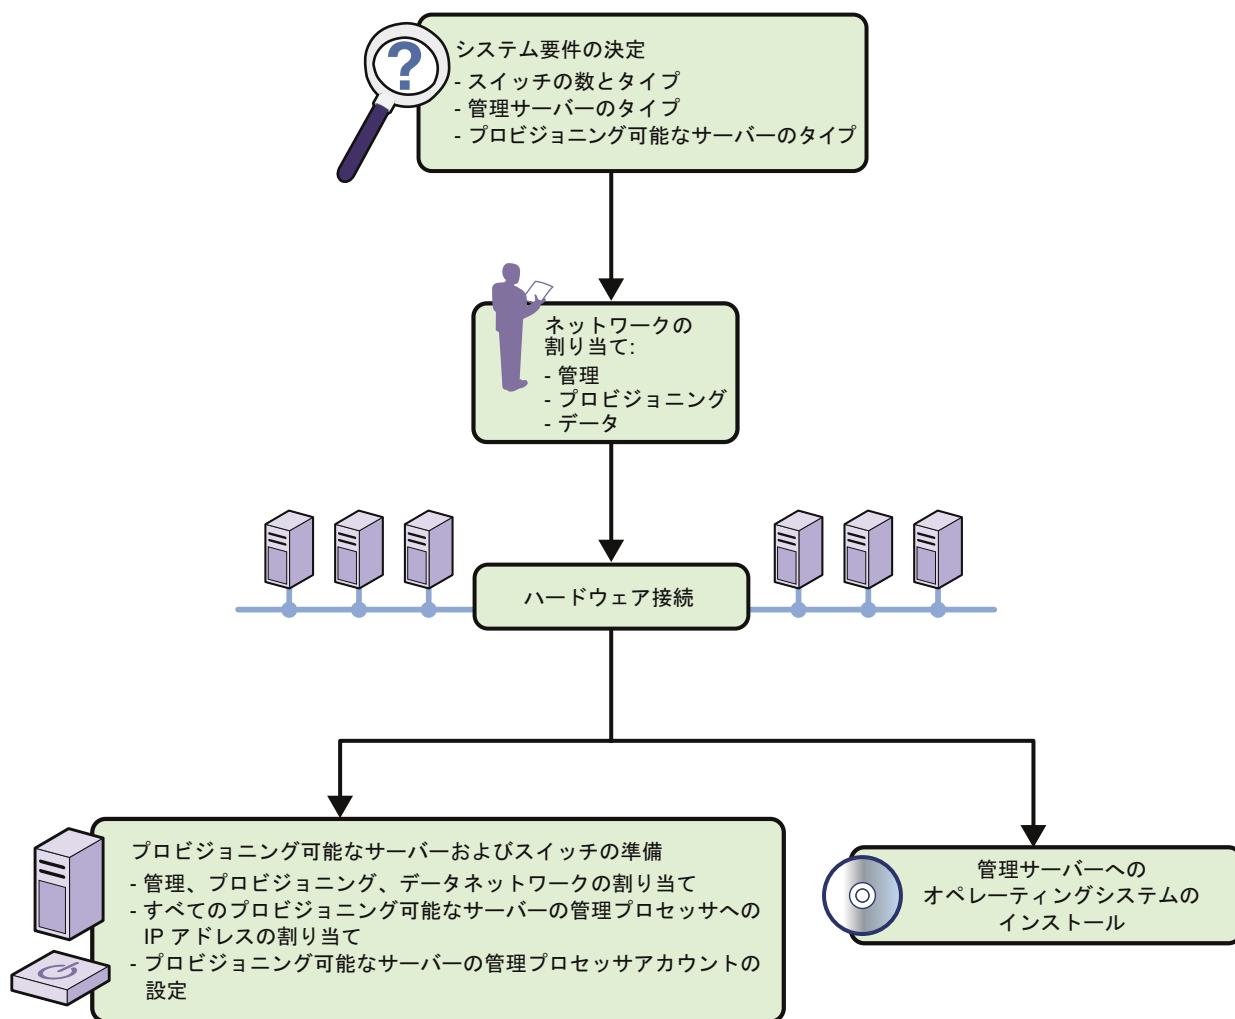 ?
システム要件の決定
- スイッチの数とタイプ
- 管理サーバーのタイプ
- プロビジョニング可能なサーバーのタイプ
ネットワークの
割り当て:
- 管理
- プロビジョニング
- データ
ハードウェア接続
プロビジョニング可能なサーバーおよびスイッチの準備
- 管理、プロビジョニング、データネットワークの割り当て
- すべてのプロビジョニング可能なサーバーの管理プロセッサへの
IP アドレスの割り当て
- プロビジョニング可能なサーバーの管理プロセッサアカウントの
設定
管理サーバーへの
オペレーティングシステムの
インストール